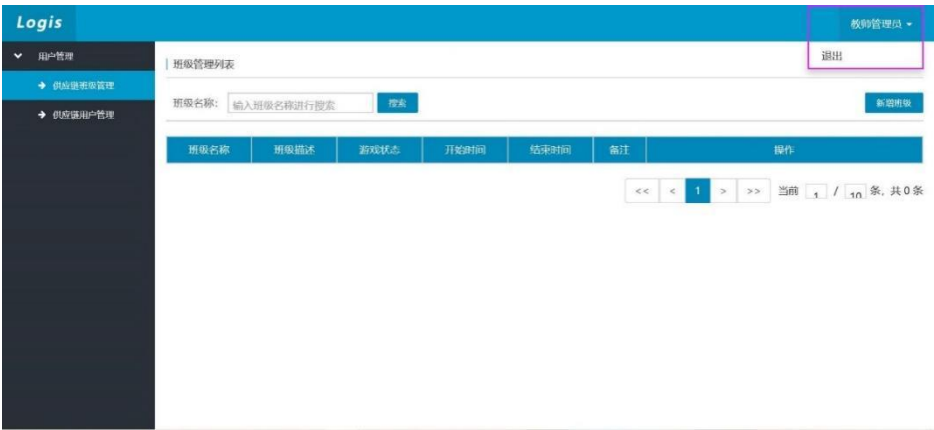 Logis
教师管理员
退出
用户管理
供应链班级管理
供应链用户管理
班级管理列表
班级名称: 输入班级名称进行搜索 搜索 新增班级
班级名称 班级描述 游戏状态 开始时间 结束时间 备注 操作
<< < 1 > >> 当前 1 / 10 条, 共 0 条